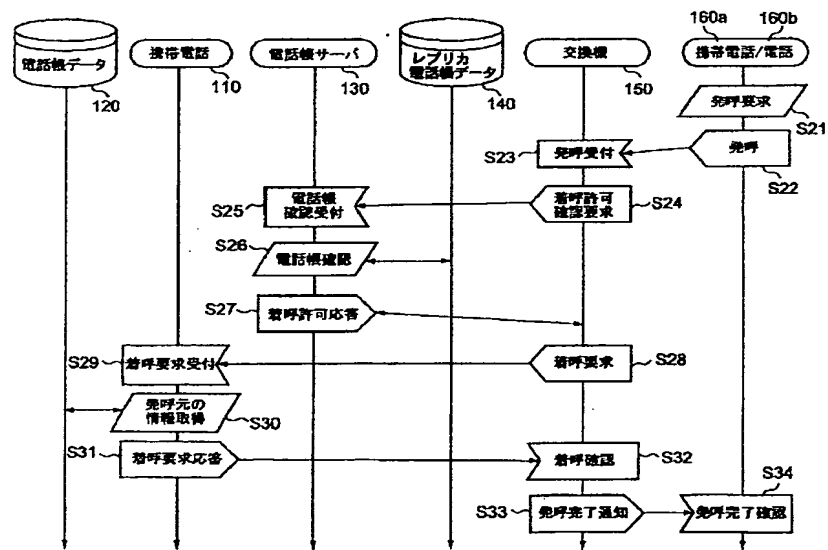 160a 160b
電話帳データ
携帯電話
電話帳サーバ
レプリカ
電話帳データ
交換機
携帯電話/電話
120
110
130
140
150
発呼要求
S21
S23
発呼受付
発呼
S22
S25
電話帳
確認受付
着呼許可
確認要求
S24
S26
電話帳確認
S27
着呼許可応答
S29
着呼要求受付
着呼要求
S28
発呼元の
情報取得
S30
S31
着呼要求応答
着呼確認
S32
S34
S33
発呼完了通知
発呼完了確認